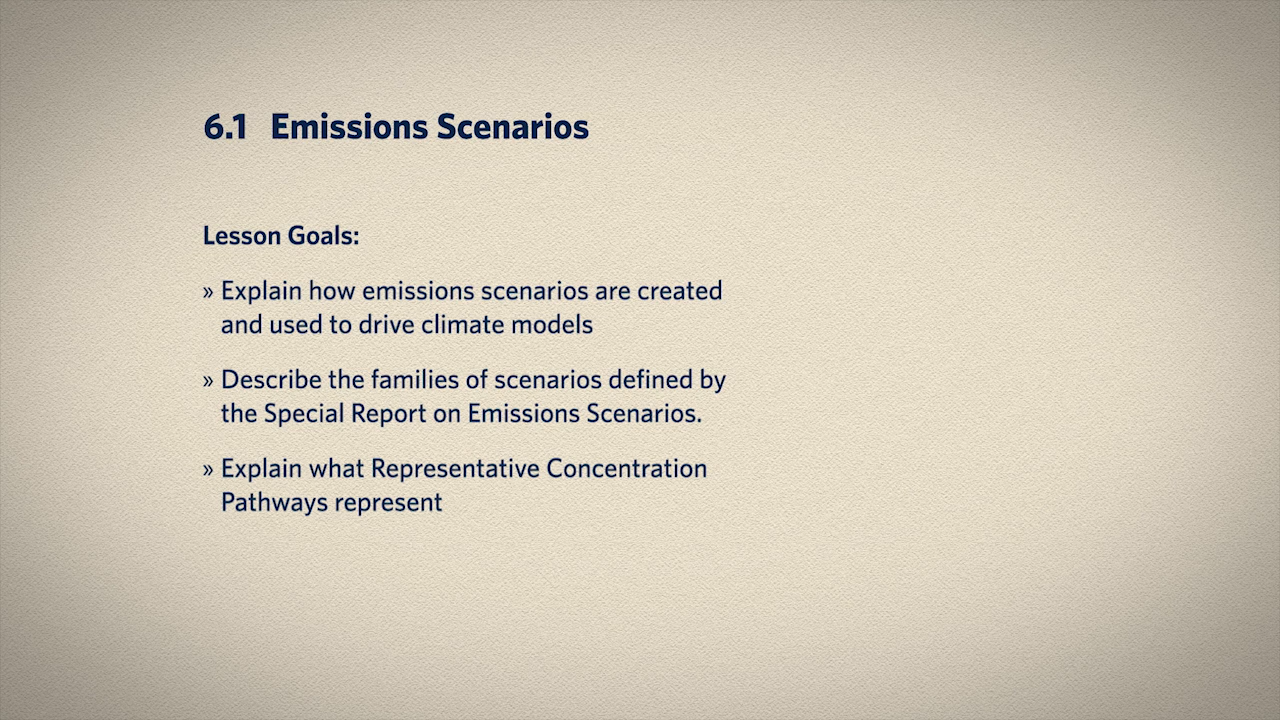 6.1 Emissions Scenarios
Lesson Goals:
» Explain how emissions scenarios are created
and used to drive climate models
» Describe the families of scenarios defined by
the Special Report on Emissions Scenarios.
» Explain what Representative Concentration
Pathways represent